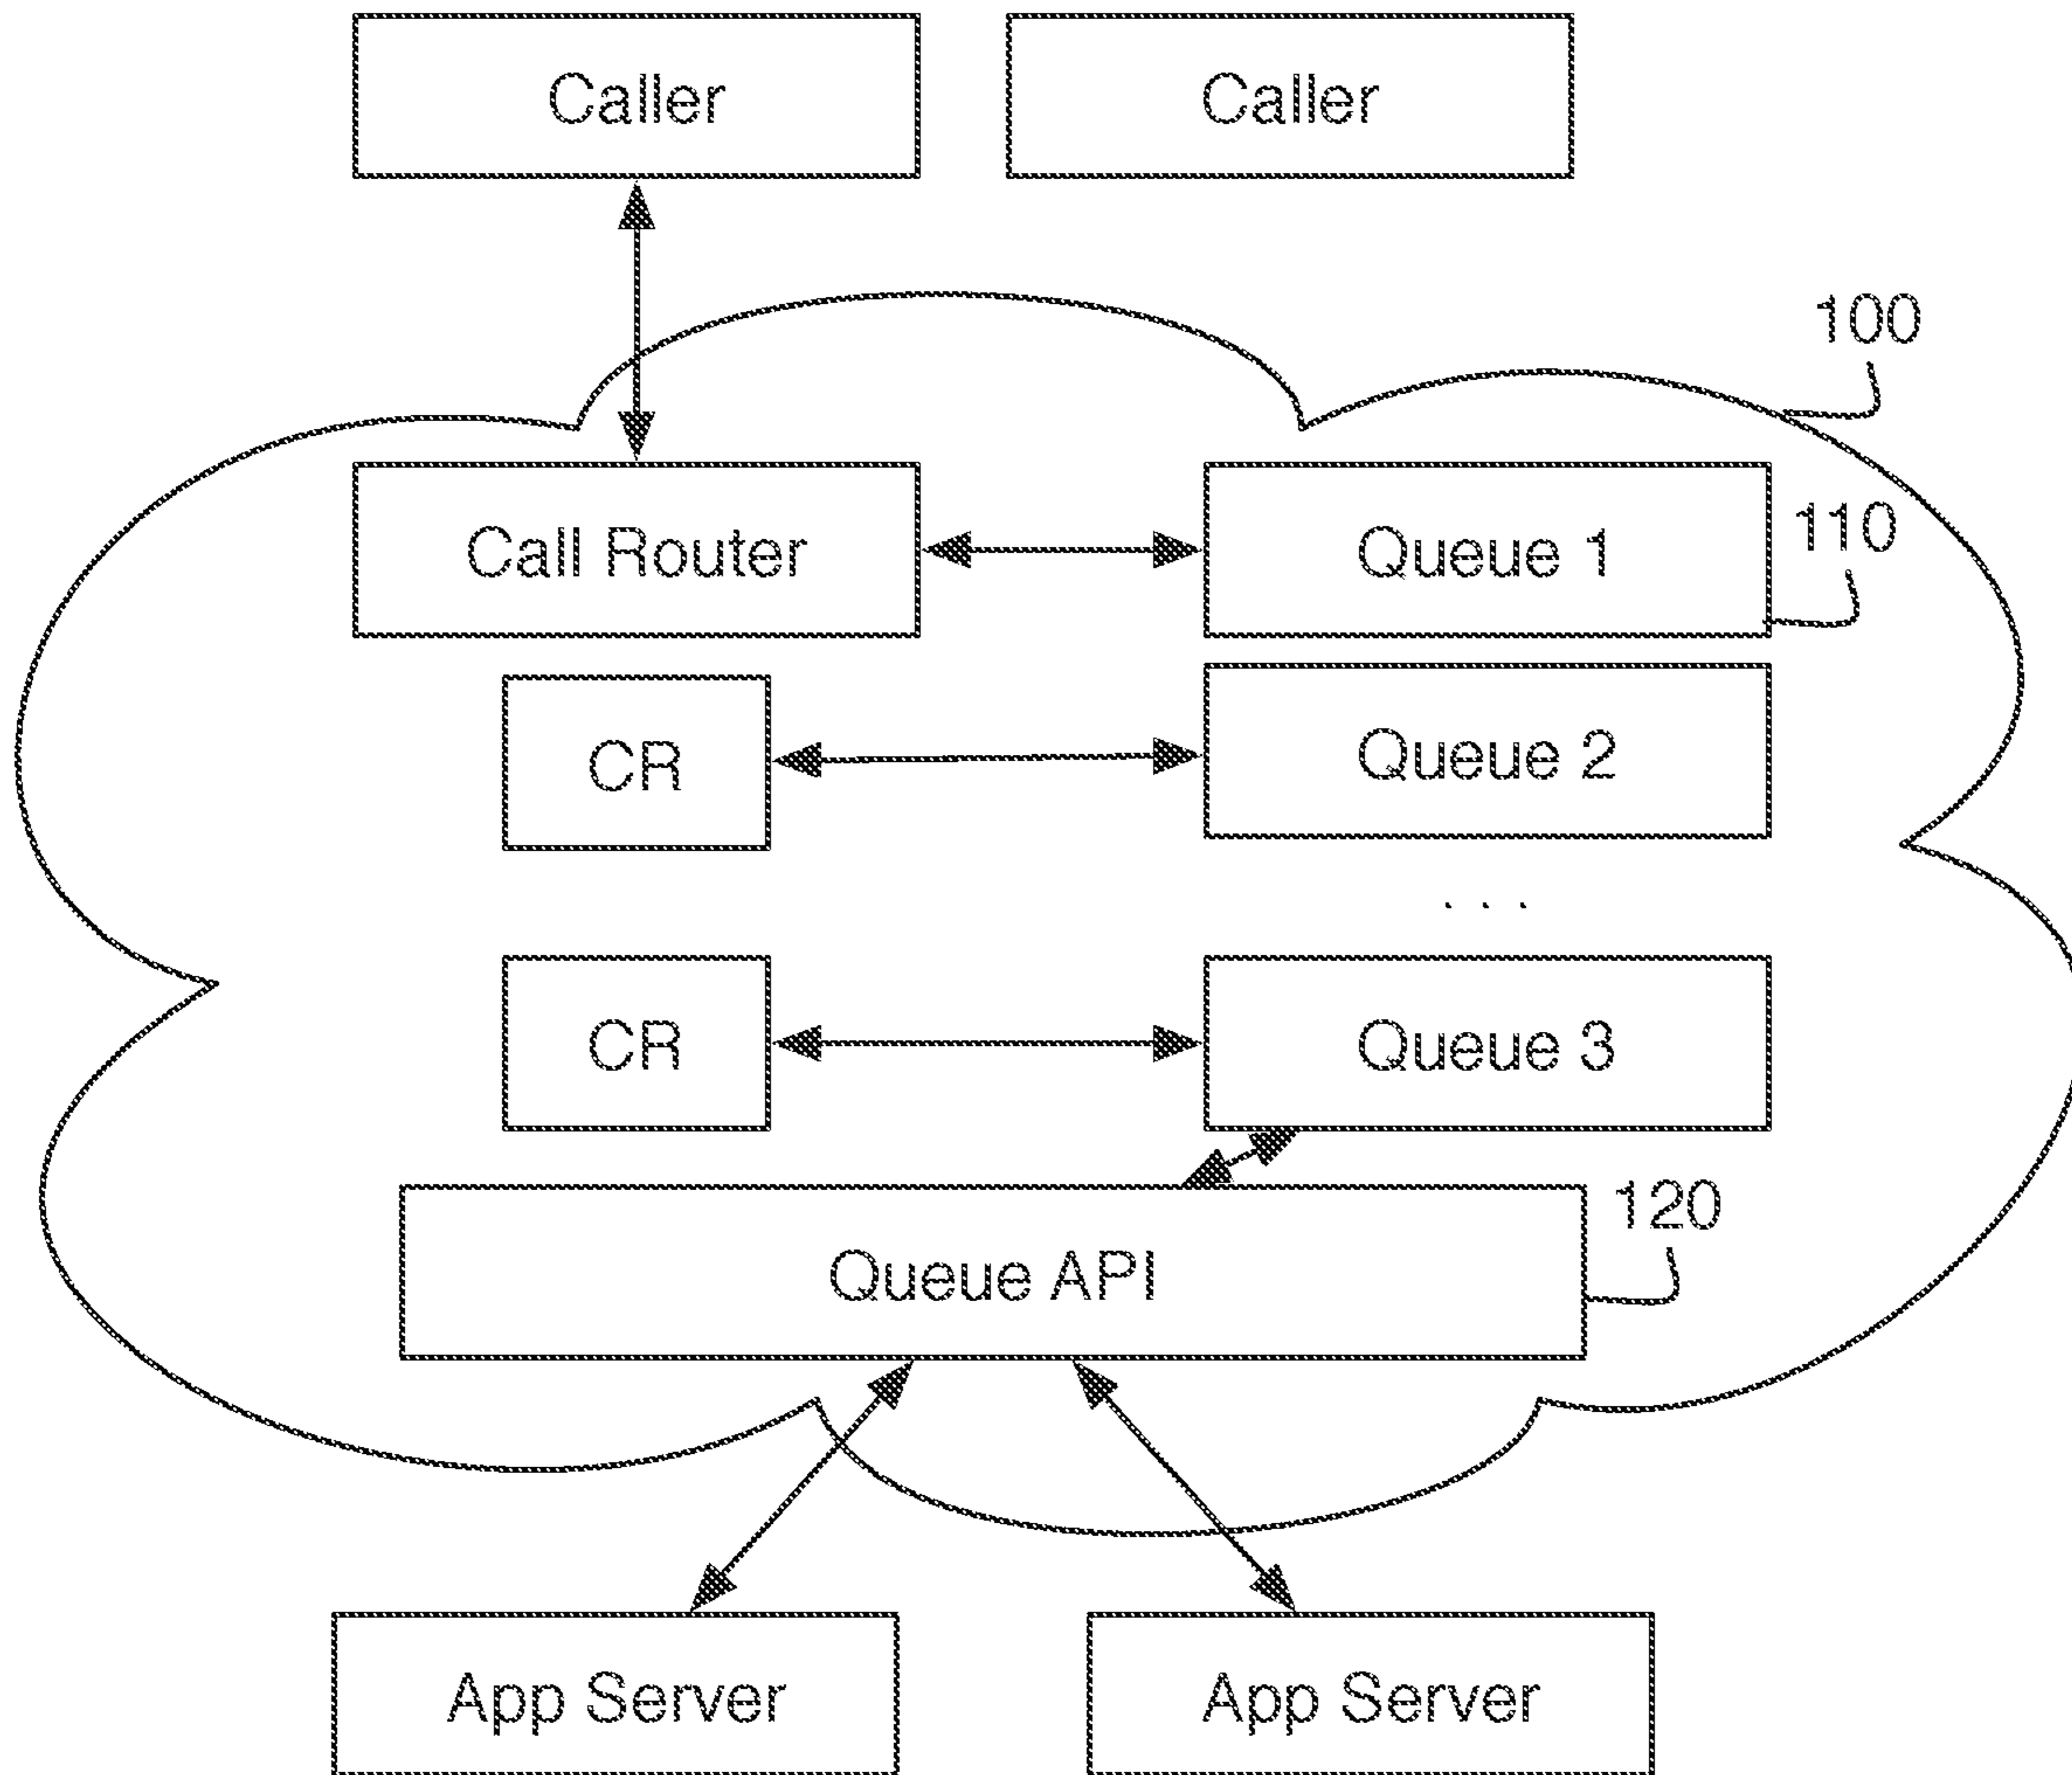 Caller
Caller
100
Call Router
Queue 1
110
CR
Queue 2
. . .
CR
Queue 3
Queue API
120
App Server
App Server